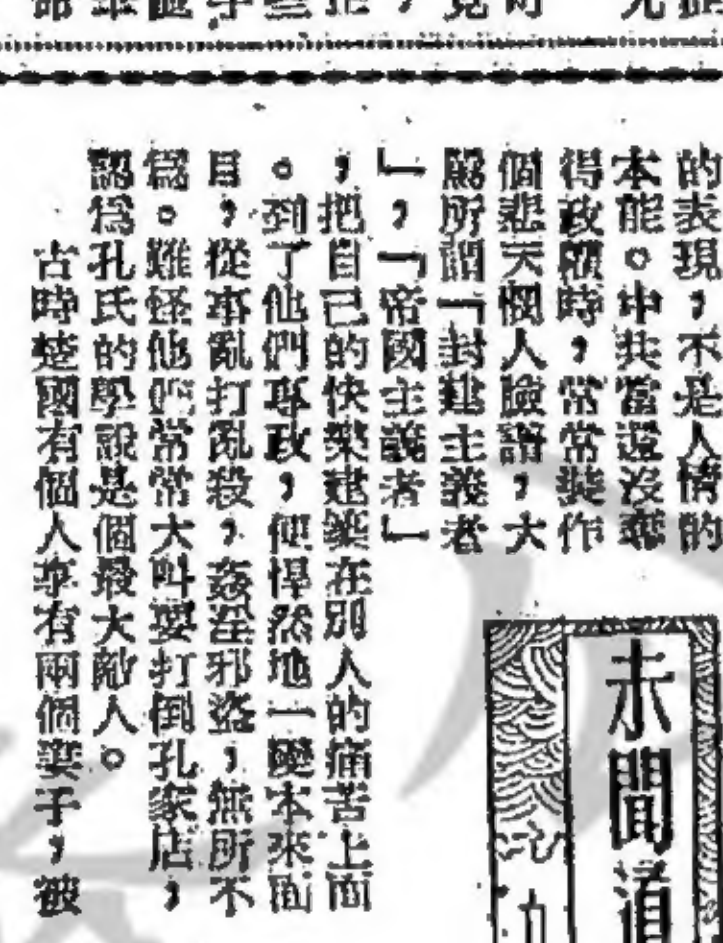 的表現，不是人情的
本能。中共當還沒奪
得政權時，常常裝作
個悲天憫人臉譜，大
罵所謂「封建主義者
」，「帝國主義者」
，把自己的快樂建築在別人的痛苦上面
。到了他們專政，便悍然地一變本來面
目，從事亂打亂殺，姦淫邪盜，無所不
爲。難怪他們常常大叫要打倒孔家店，
認爲孔氏的學說是個最大敵人。
古時楚國有個人享有兩個妻子，被
未聞道